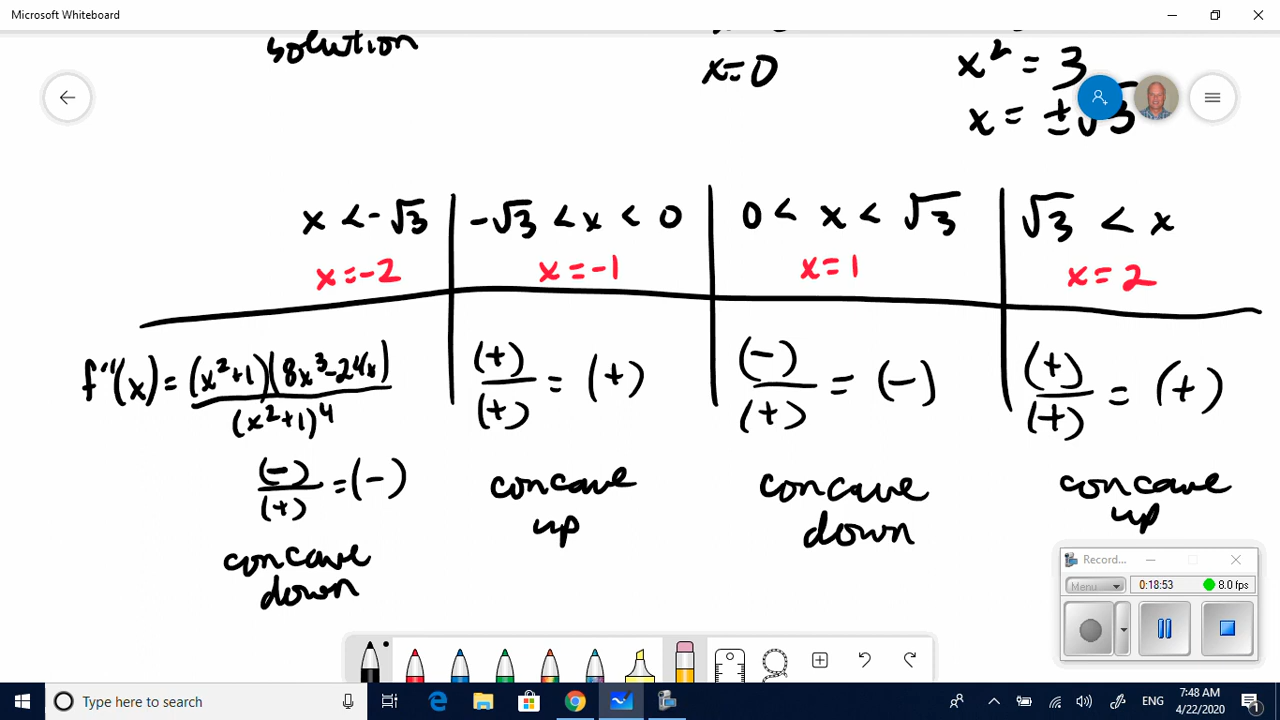 Microsoft Whiteboard
solution
x=0
x² = 3
x = ±√3
x < -√3
-√3 < x < 0
0 < x < √3
√3 < x
x=-2
x=-1
x=1
x=2
f''(x) = (x²+1)(8x³-24x)
(x²+1)⁴
(-)
(+)
=(-)
concave
down
(+)
(+)
= (+)
concave
up
(-)
(+)
= (-)
concave
down
(+)
(+)
= (+)
concave
up
Record...
Menu
0:18:53
8.0 fps
Type here to search
ENG
7:48 AM
4/22/2020
1